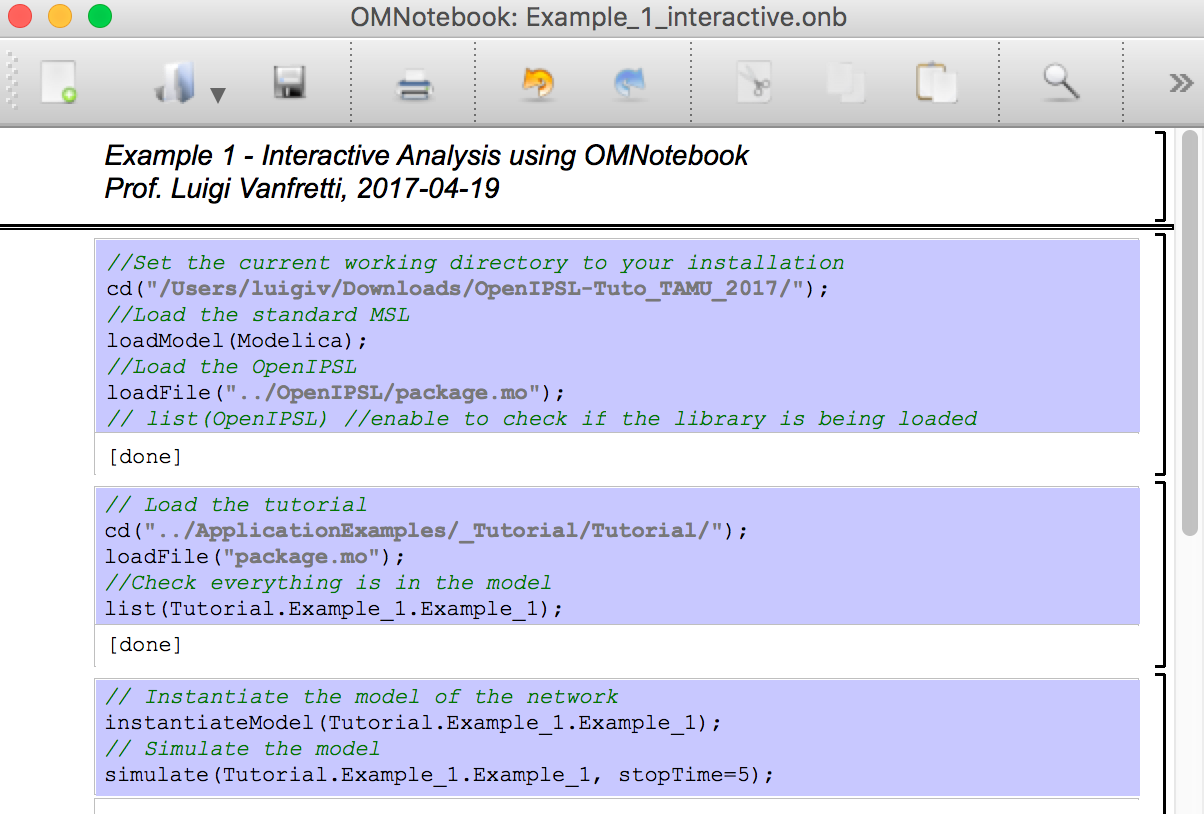 OMNotebook: Example_1_interactive.onb
Example 1 - Interactive Analysis using OMNotebook
Prof. Luigi Vanfretti, 2017-04-19
//Set the current working directory to your installation
cd("/Users/luigiv/Downloads/OpenIPSL-Tuto_TAMU_2017/");
//Load the standard MSL
loadModel(Modelica);
//Load the OpenIPSL
loadFile("../OpenIPSL/package.mo");
// list(OpenIPSL) //enable to check if the library is being loaded
[done]
// Load the tutorial
cd("../ApplicationExamples/_Tutorial/Tutorial/");
loadFile("package.mo");
//Check everything is in the model
list(Tutorial.Example_1.Example_1);
[done]
// Instantiate the model of the network
instantiateModel(Tutorial.Example_1.Example_1);
// Simulate the model
simulate(Tutorial.Example_1.Example_1, stopTime=5);